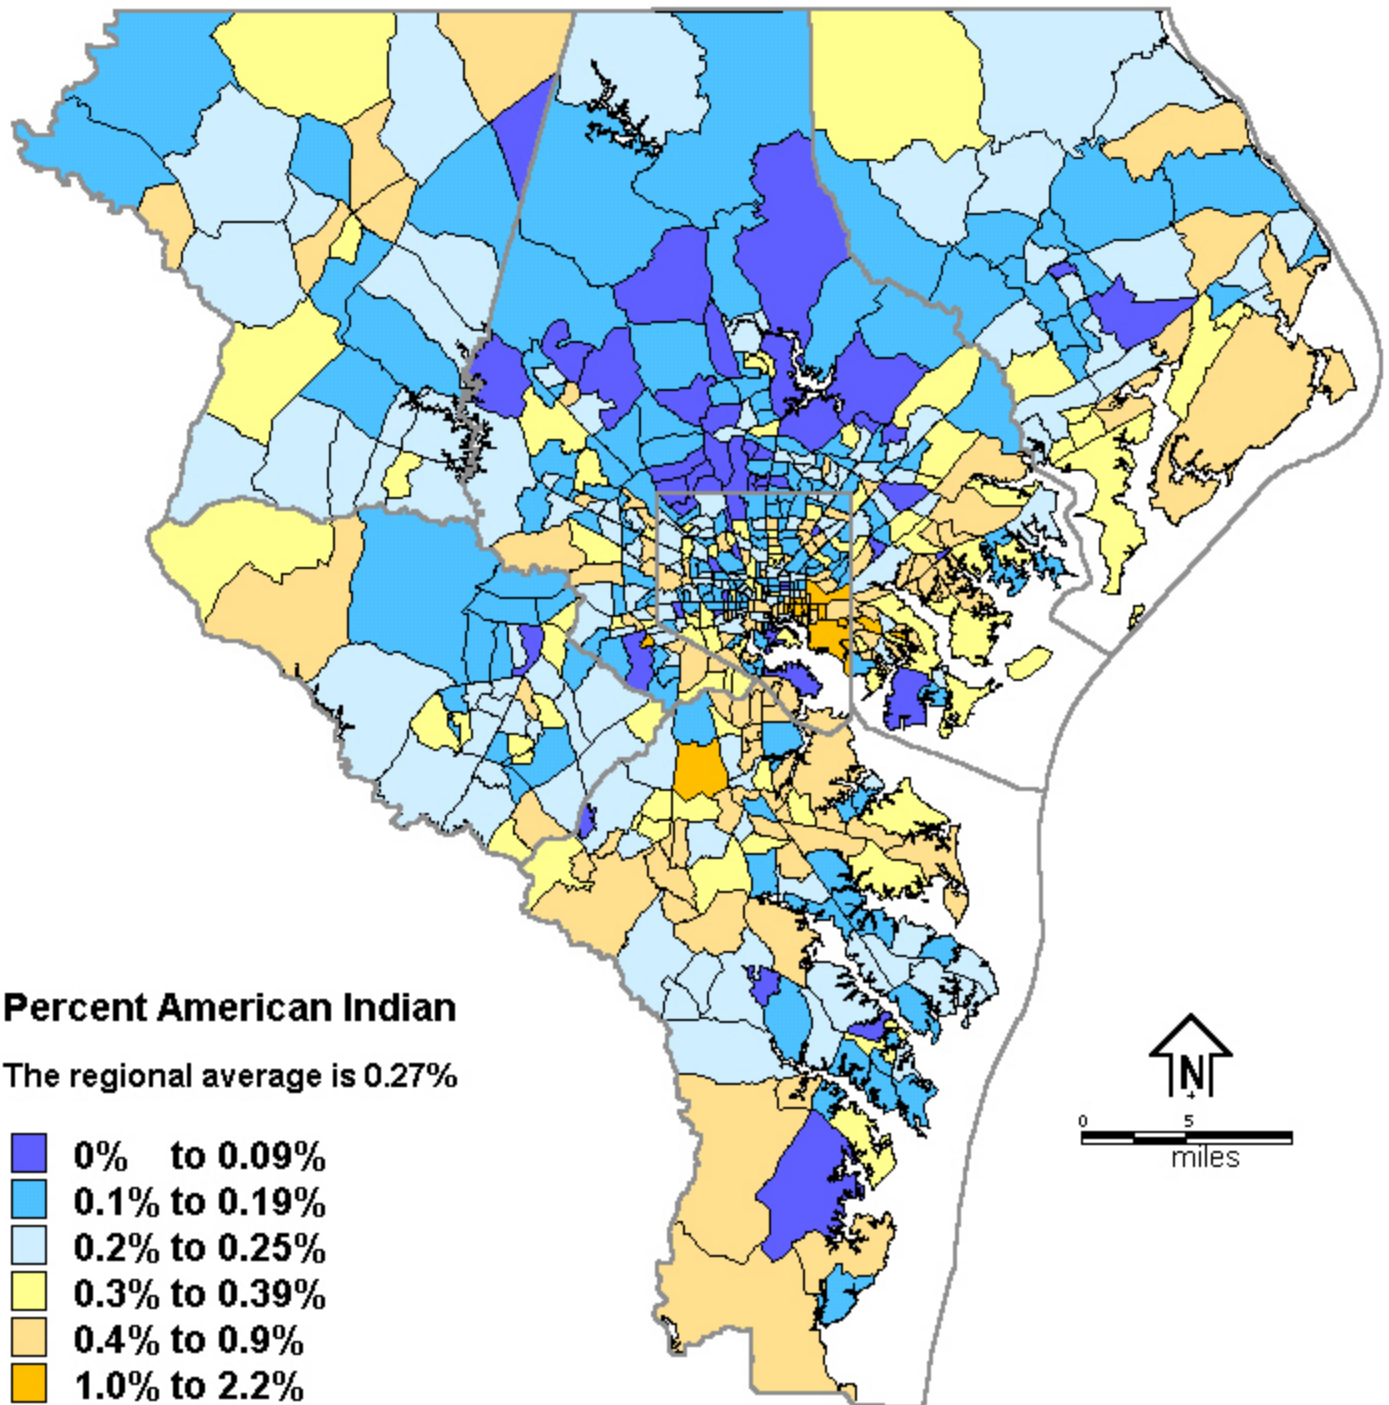 Percent American Indian
The regional average is 0.27%
0% to 0.09%
0.1% to 0.19%
0.2% to 0.25%
0.3% to 0.39%
0.4% to 0.9%
1.0% to 2.2%
N
0 5
miles